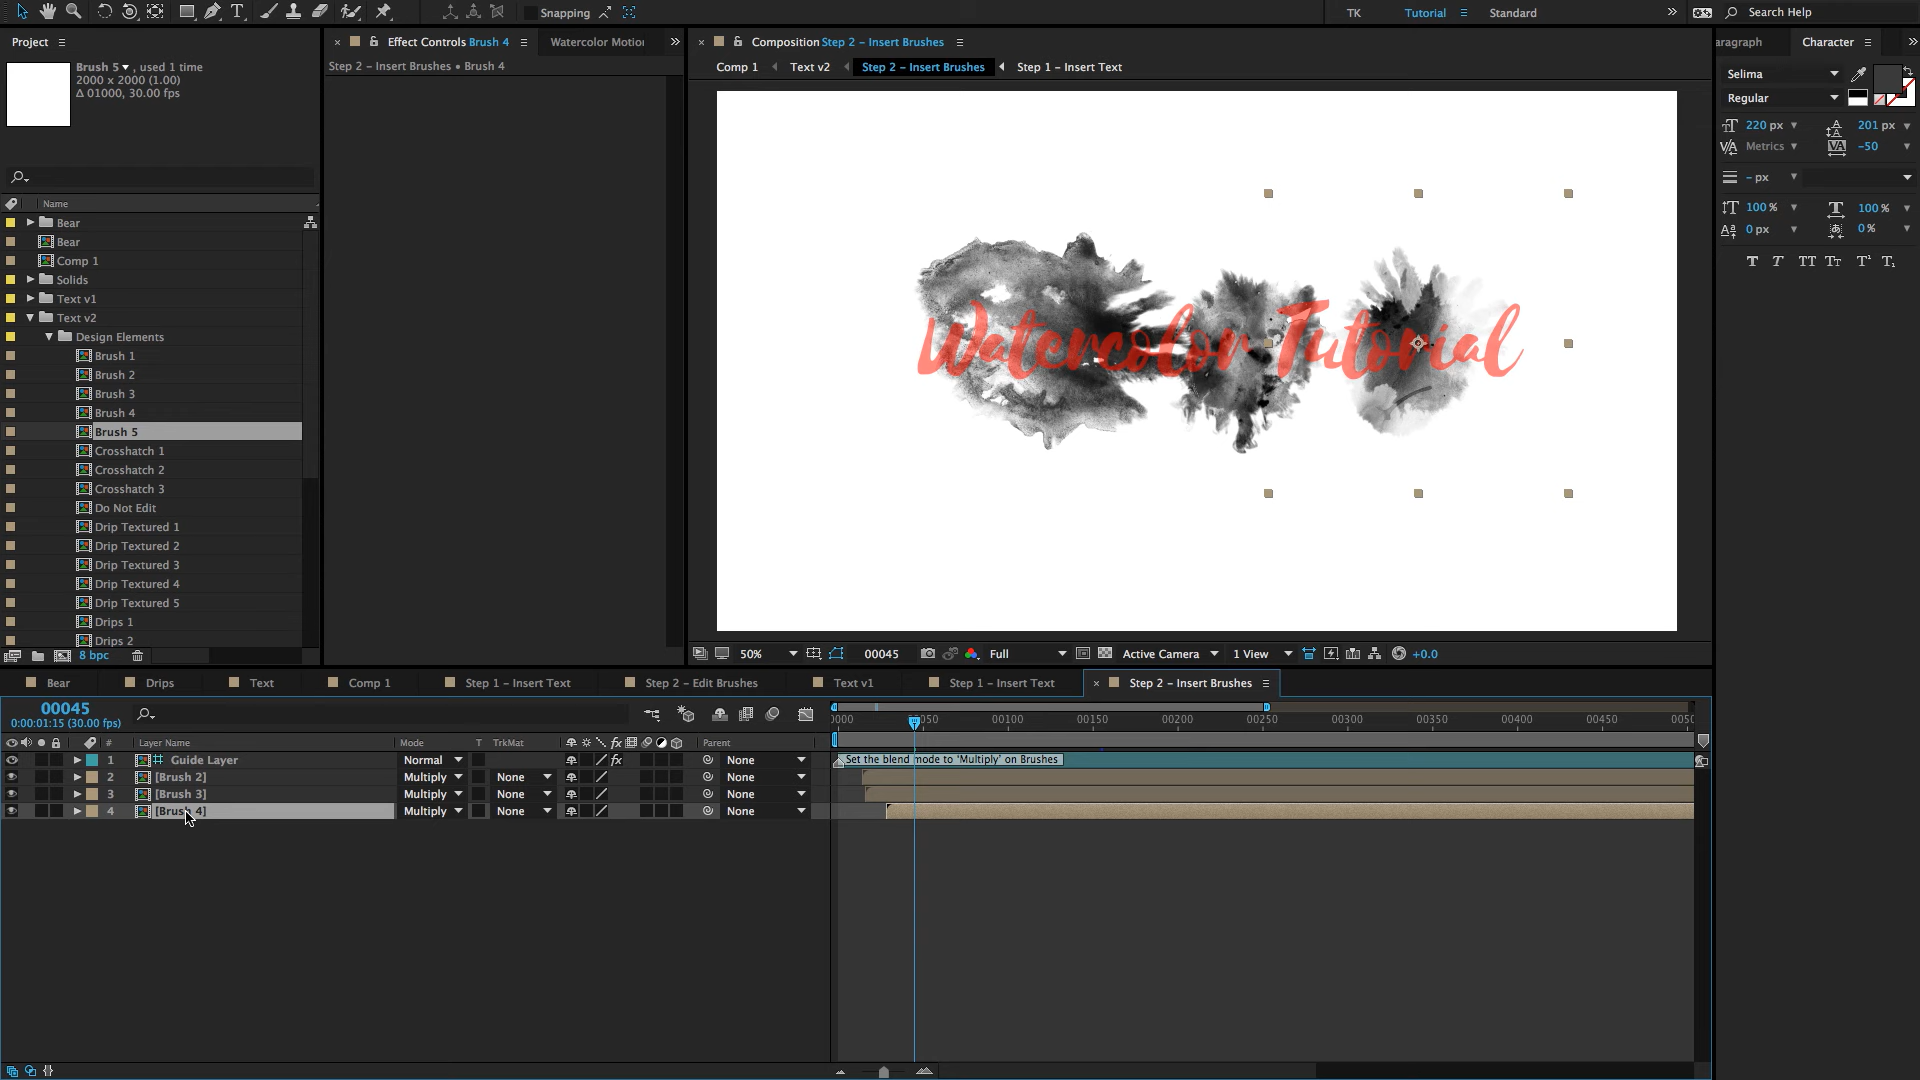 Snapping
TK
Tutorial
Standard
Search Help
Project
Effect Controls Brush 4
Watercolor Motio
Composition Step 2 – Insert Brushes
aragraph
Character
Brush 5 , used 1 time
2000 x 2000 (1.00)
Δ 01000, 30.00 fps
Step 2 – Insert Brushes • Brush 4
Comp 1
Text v2
Step 2 – Insert Brushes
Step 1 – Insert Text
Selima
Regular
220 px
201 px
Metrics
-50
- px
100 %
100 %
0 px
0 %
Name
Bear
Bear
Comp 1
Solids
Text v1
Text v2
Design Elements
Brush 1
Brush 2
Brush 3
Brush 4
Brush 5
Crosshatch 1
Crosshatch 2
Crosshatch 3
Do Not Edit
Drip Textured 1
Drip Textured 2
Drip Textured 3
Drip Textured 4
Drip Textured 5
Drips 1
Drips 2
8 bpc
Watercolor Tutorial
50%
00045
Full
Active Camera
1 View
+0.0
Bear
Drips
Text
Comp 1
Step 1 – Insert Text
Step 2 – Edit Brushes
Text v1
Step 1 – Insert Text
Step 2 – Insert Brushes
00045
0:00:01:15 (30.00 fps)
0000 050 00100 00150 00200 00250 00300 00350 00400 00450 0050
# Layer Name Mode T TrkMat fx Parent
1 Guide Layer Normal fx None
Set the blend mode to 'Multiply' on Brushes
2 [Brush 2] Multiply None None
3 [Brush 3] Multiply None None
4 [Brush 4] Multiply None None